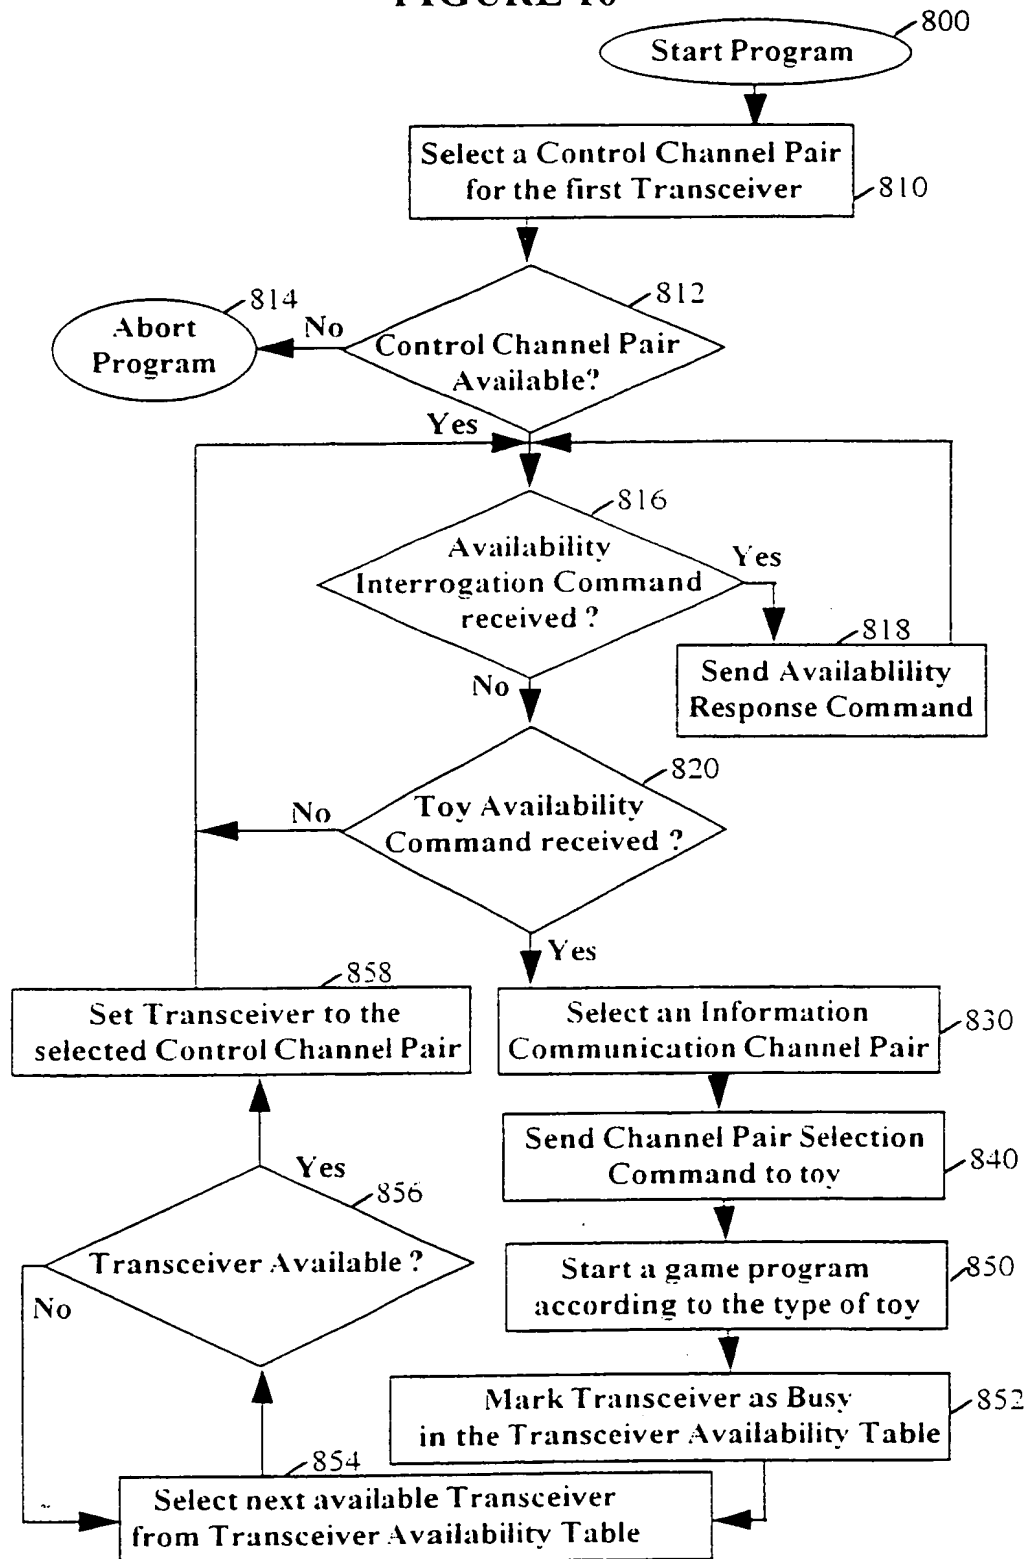 800
Start Program
Select a Control Channel Pair
for the first Transceiver
810
812
814
Abort
Program
No
Control Channel Pair
Available?
Yes
816
Availability
Interrogation Command
received ?
Yes
818
Send Availablility
Response Command
No
820
Toy Availability
Command received ?
No
Yes
858
Set Transceiver to the
selected Control Channel Pair
Select an Information
Communication Channel Pair
830
Send Channel Pair Selection
Command to toy
840
Yes
856
Transceiver Available ?
No
Start a game program
according to the type of toy
850
Mark Transceiver as Busy
in the Transceiver Availability Table
852
854
Select next available Transceiver
from Transceiver Availability Table